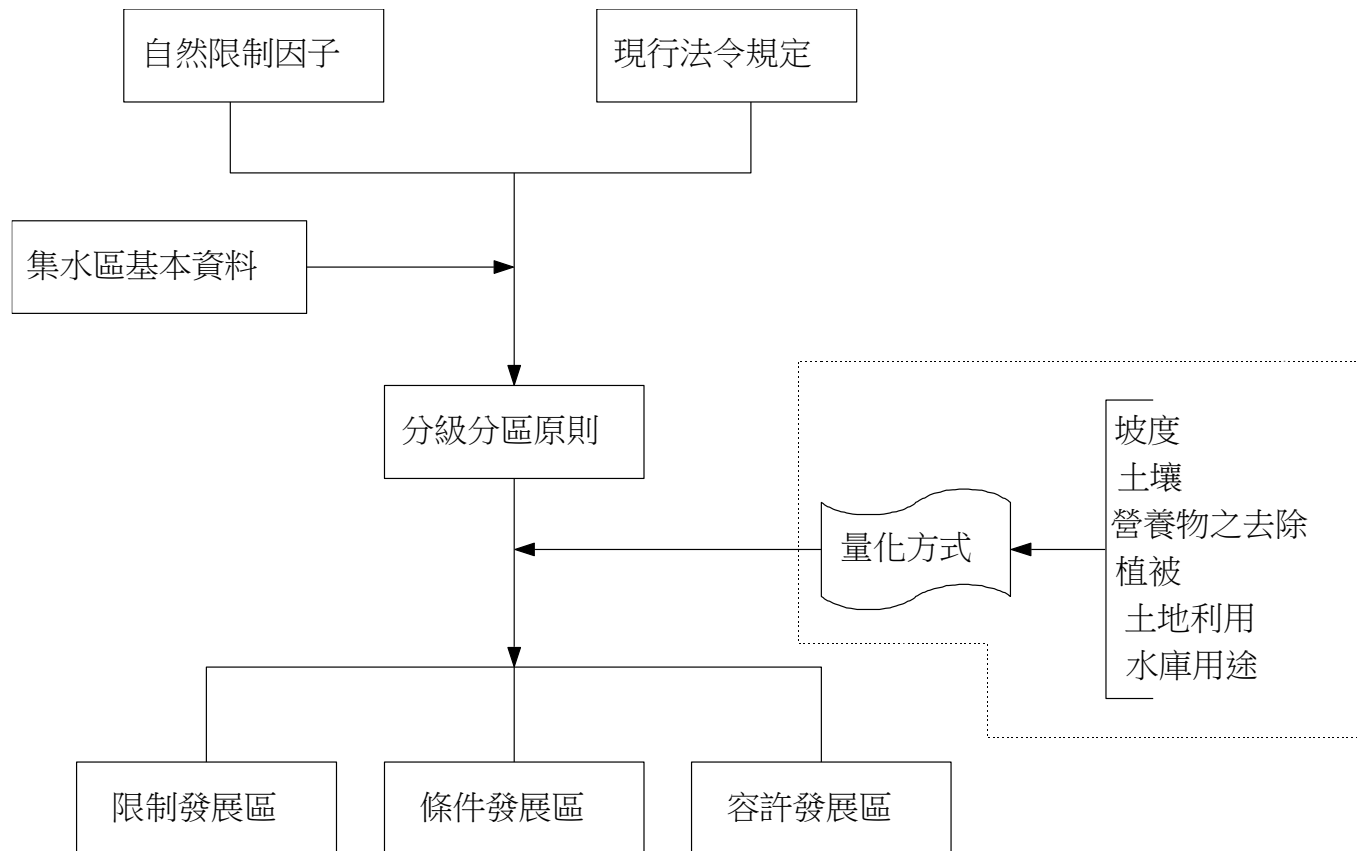 自然限制因子
現行法令規定
集水區基本資料
分級分區原則
坡度
土壤
營養物之去除
量化方式
植被
土地利用
水庫用途
限制發展區
條件發展區
容許發展區